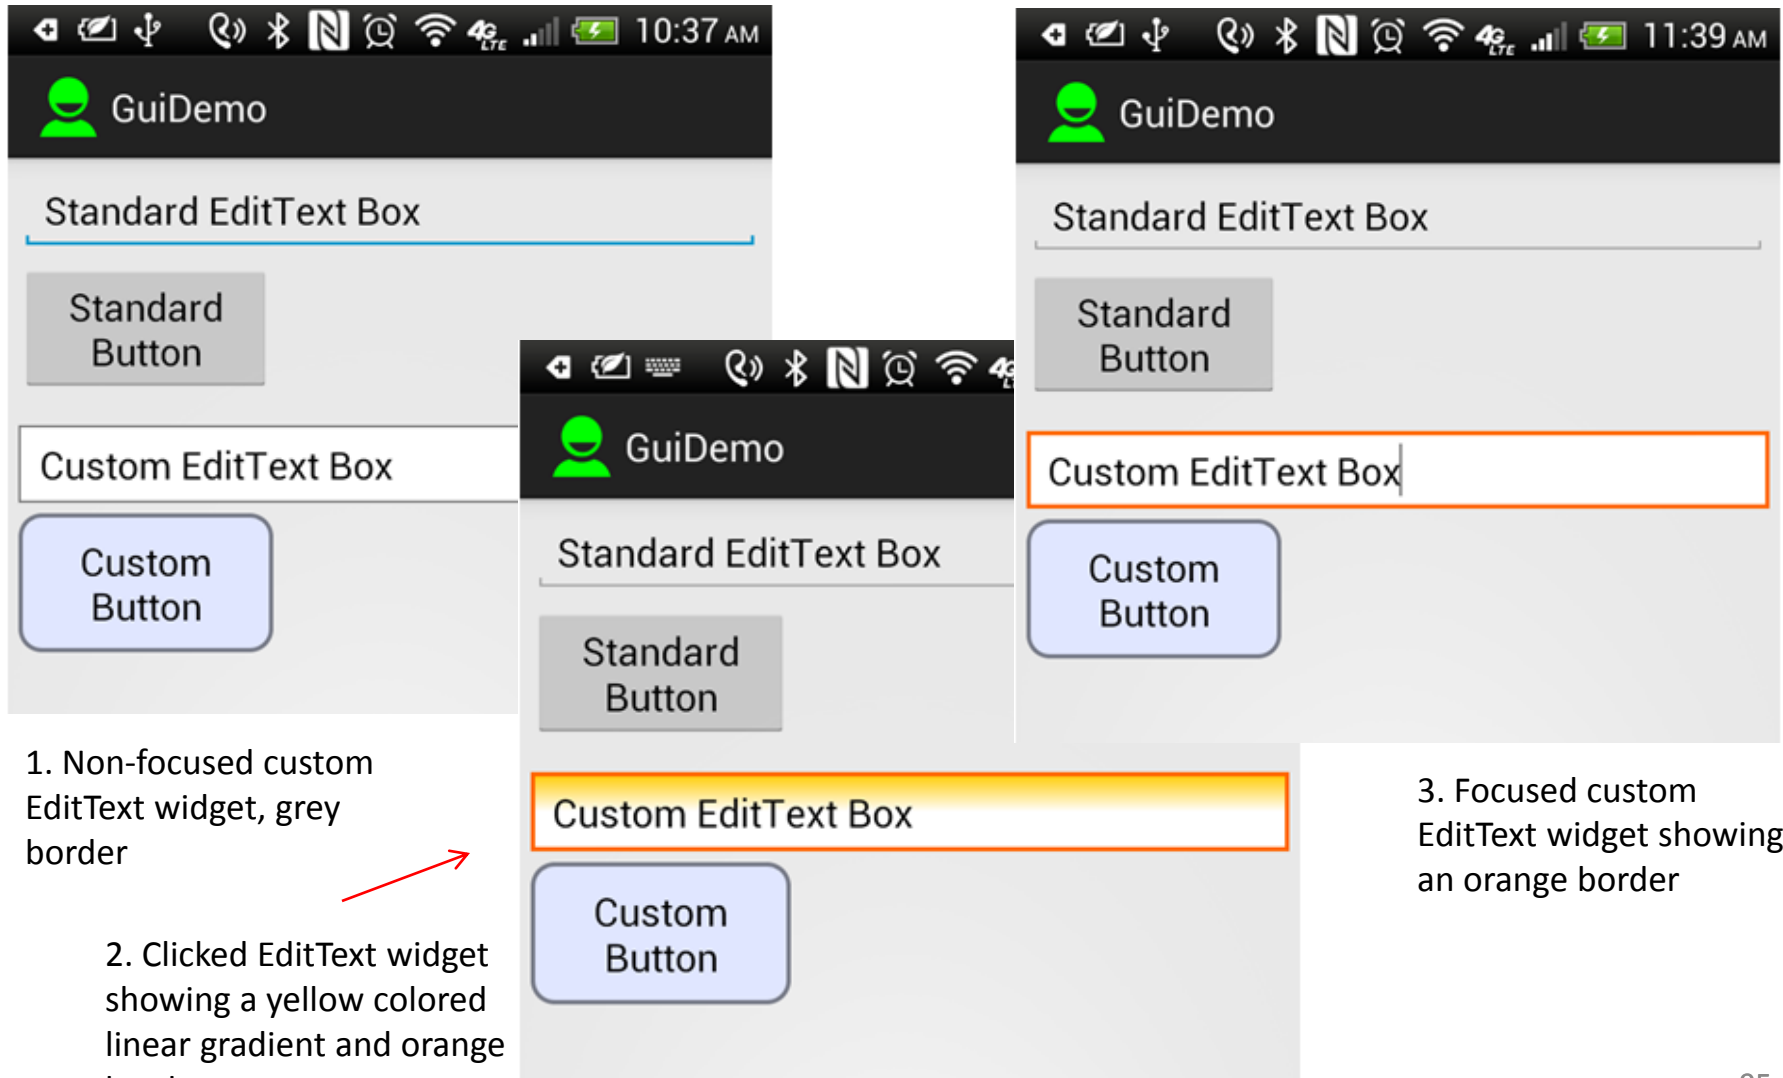 10:37 AM
GuiDemo
Standard EditText Box
Standard
Button
Custom EditText Box
Custom
Button
1. Non-focused custom
EditText widget, grey
border
4G
GuiDemo
Standard EditText Box
Standard
Button
Custom EditText Box
Custom
Button
2. Clicked EditText widget
showing a yellow colored
linear gradient and orange
4G
LTE
11:39 AM
GuiDemo
Standard EditText Box
Standard
Button
Custom EditText Box
Custom
Button
3. Focused custom
EditText widget showing
an orange border